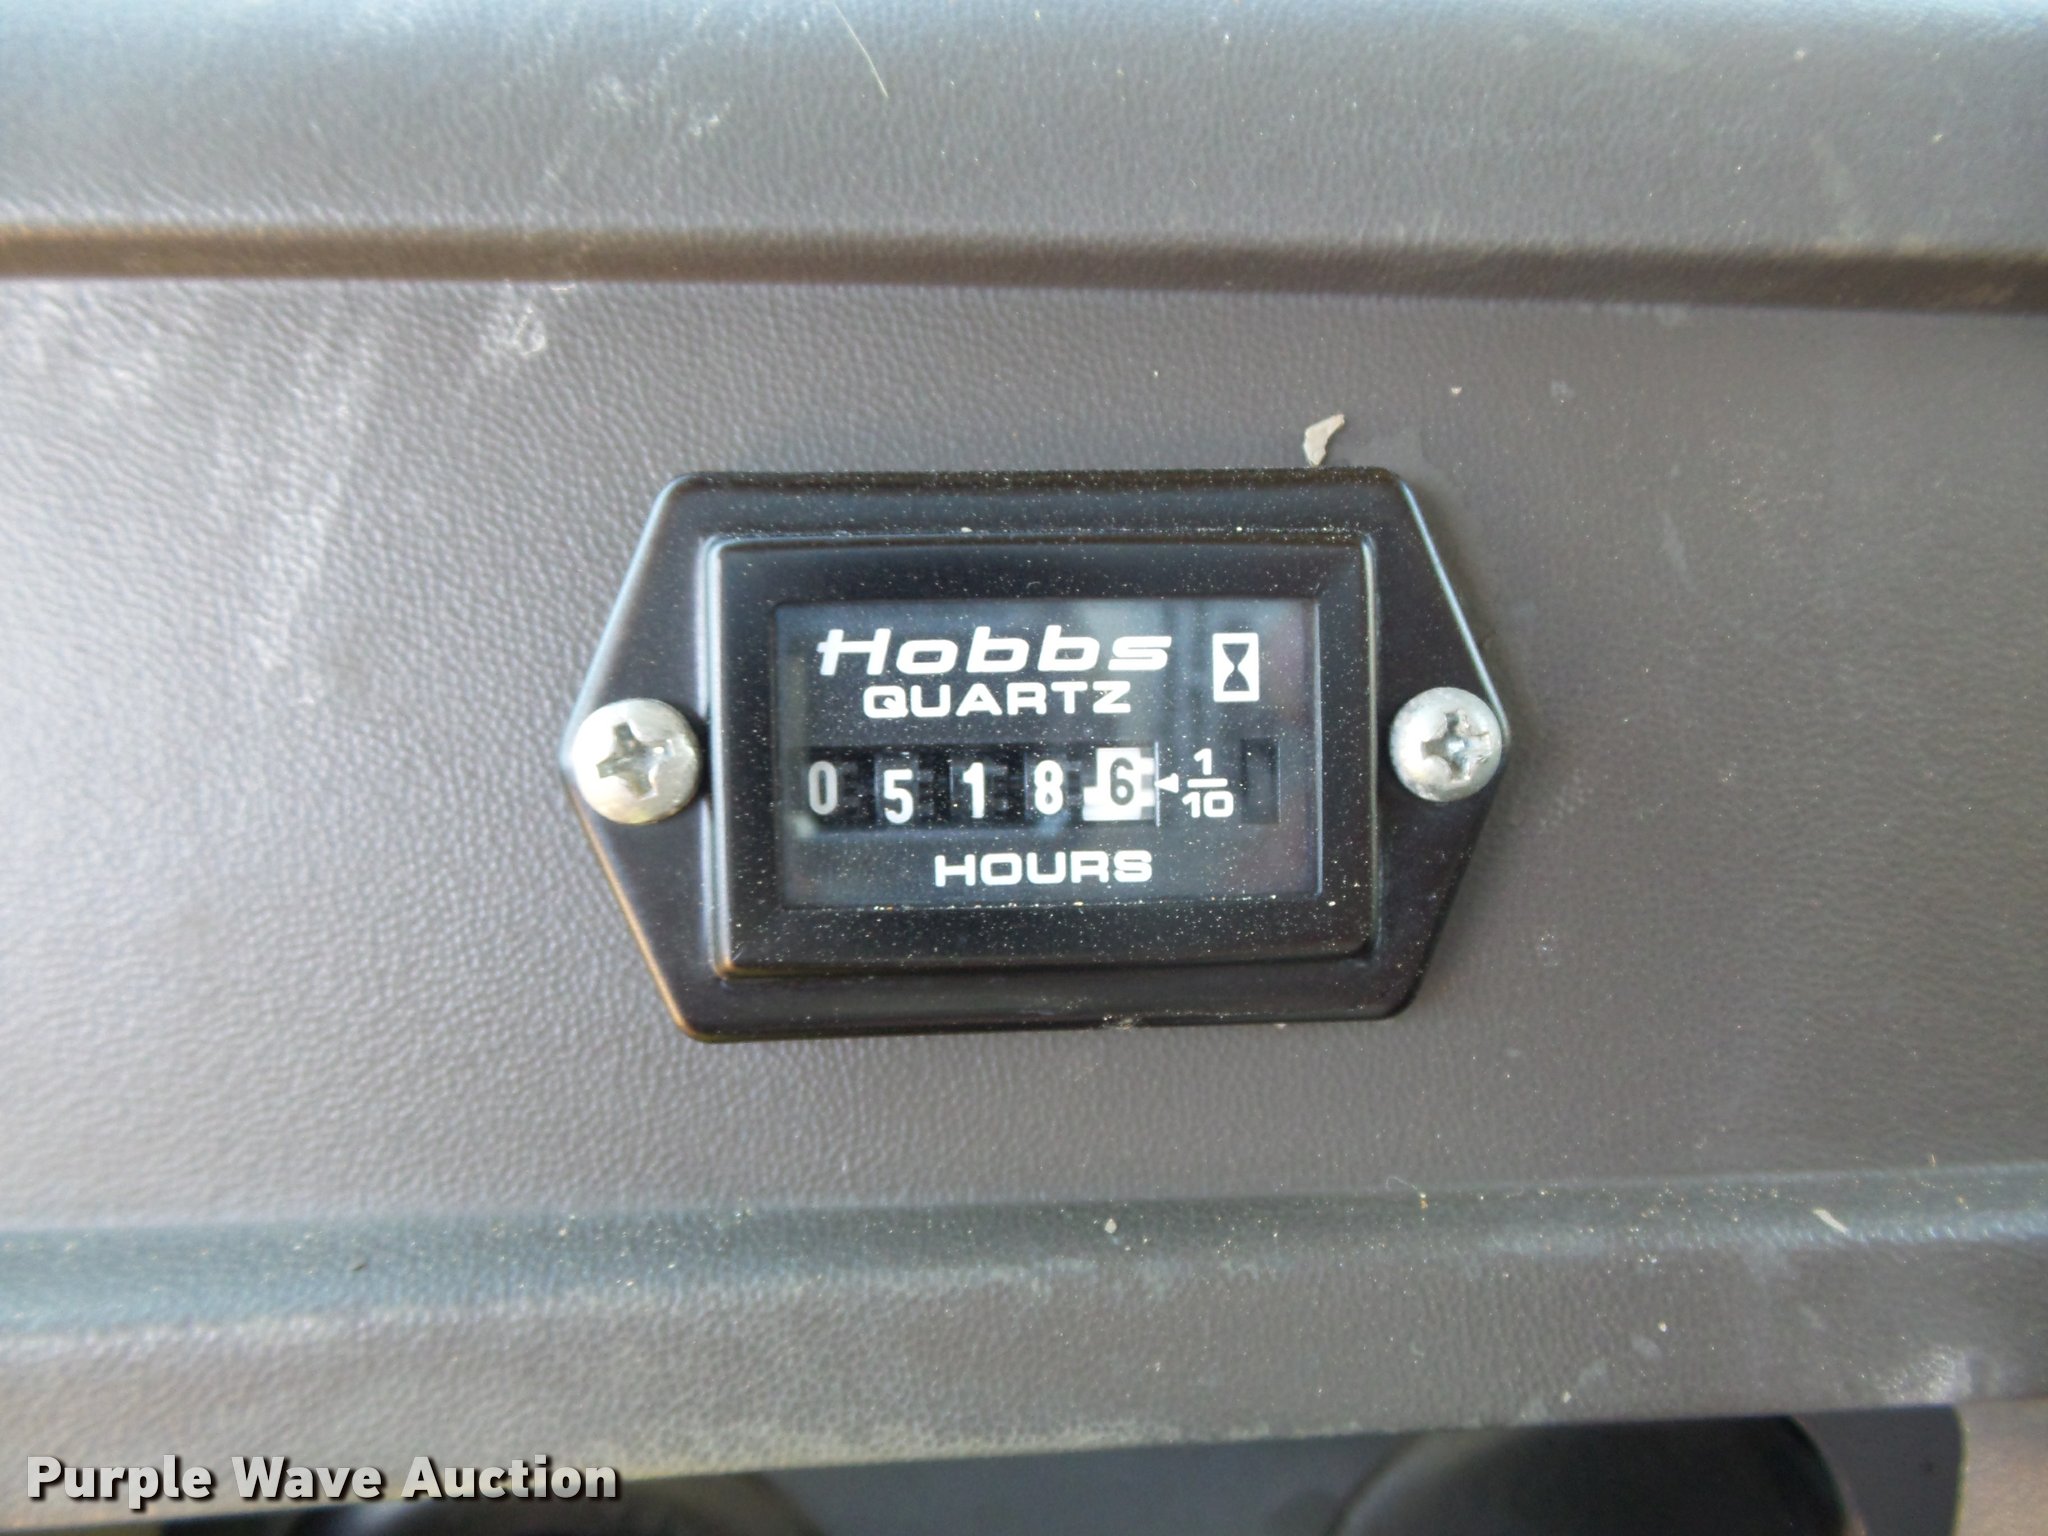 Hobbs
QUARTZ
0 5 1 8 6 1/10
HOURS
Purple Wave Auction